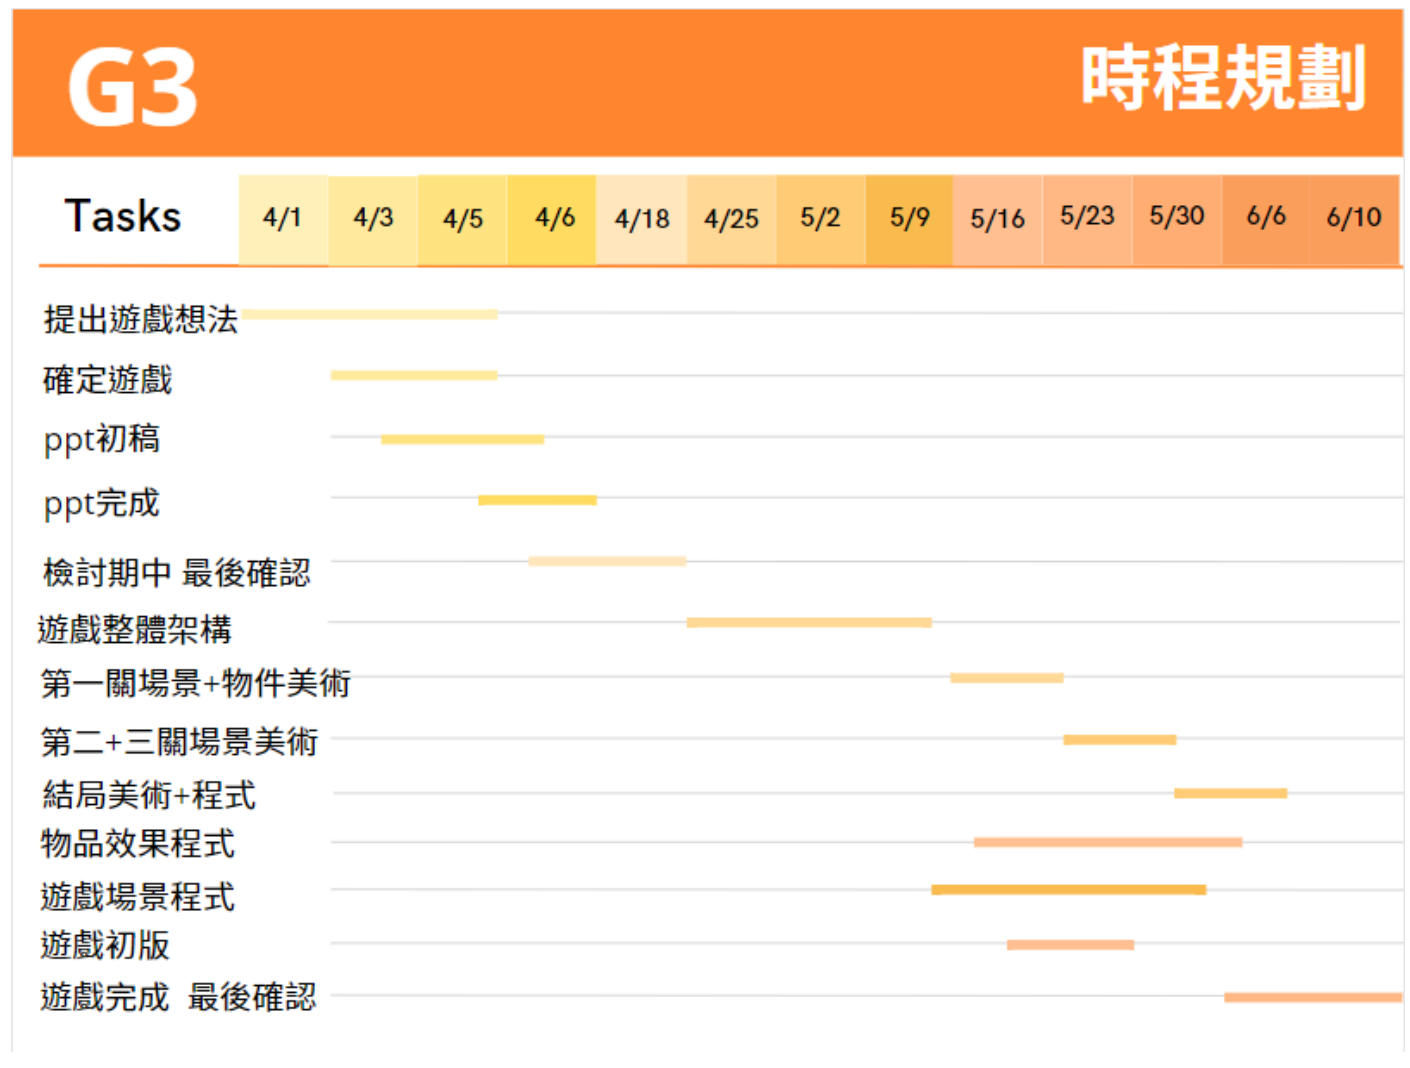 G3
時程規劃
Tasks 4/1 4/3 4/5 4/6 4/18 4/25 5/2 5/9 5/16 5/23 5/30 6/6 6/10
提出遊戲想法
確定遊戲
ppt初稿
ppt完成
檢討期中 最後確認
遊戲整體架構
第一關場景+物件美術
第二+三關場景美術
結局美術+程式
物品效果程式
遊戲場景程式
遊戲初版
遊戲完成 最後確認